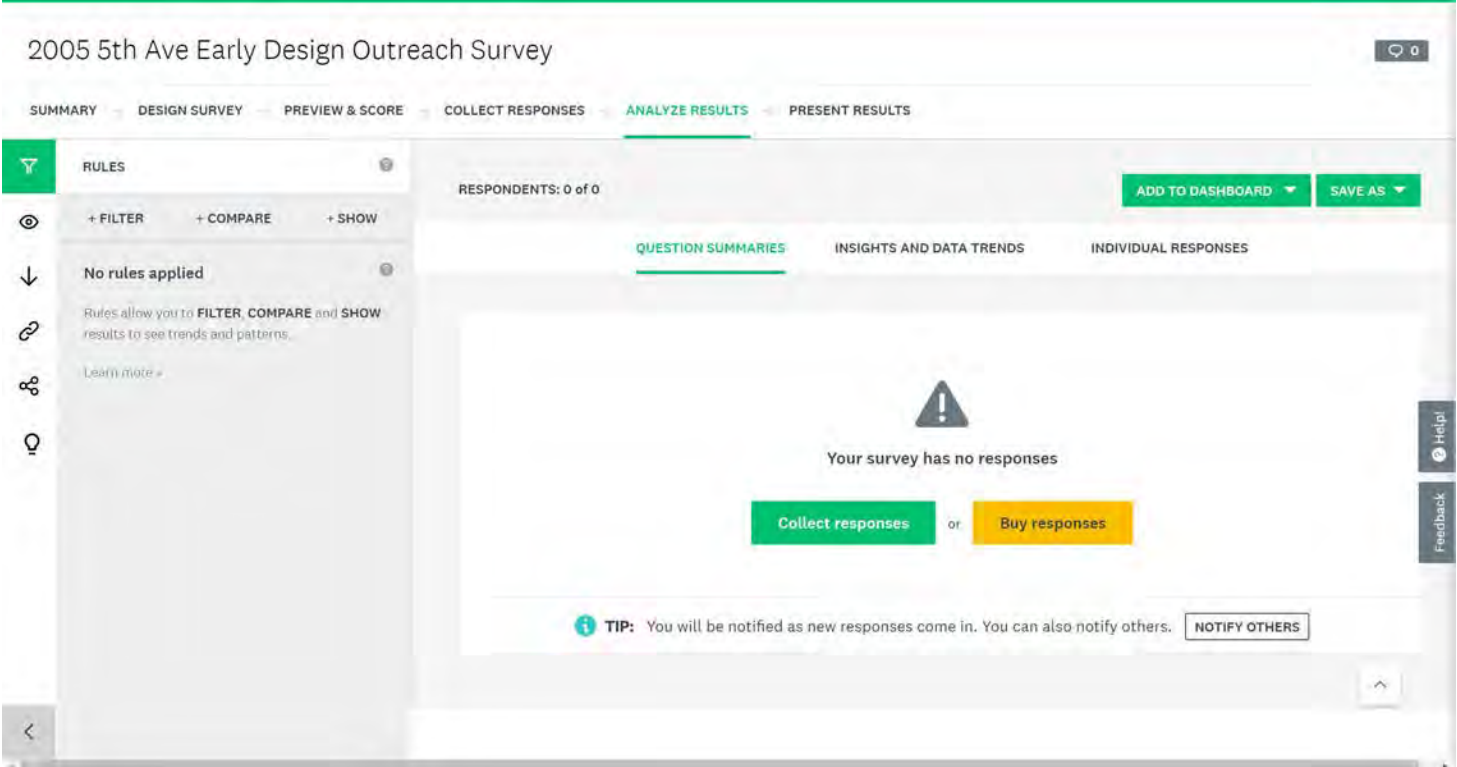 2005 5th Ave Early Design Outreach Survey
0
SUMMARY DESIGN SURVEY PREVIEW & SCORE COLLECT RESPONSES ANALYZE RESULTS PRESENT RESULTS
RULES
+ FILTER + COMPARE + SHOW
No rules applied
Rules allow you to FILTER, COMPARE and SHOW
results to see trends and patterns.
Learn more »
RESPONDENTS: 0 of 0
ADD TO DASHBOARD SAVE AS
QUESTION SUMMARIES INSIGHTS AND DATA TRENDS INDIVIDUAL RESPONSES
Your survey has no responses
Collect responses or Buy responses
TIP: You will be notified as new responses come in. You can also notify others. NOTIFY OTHERS
Help!
Feedback